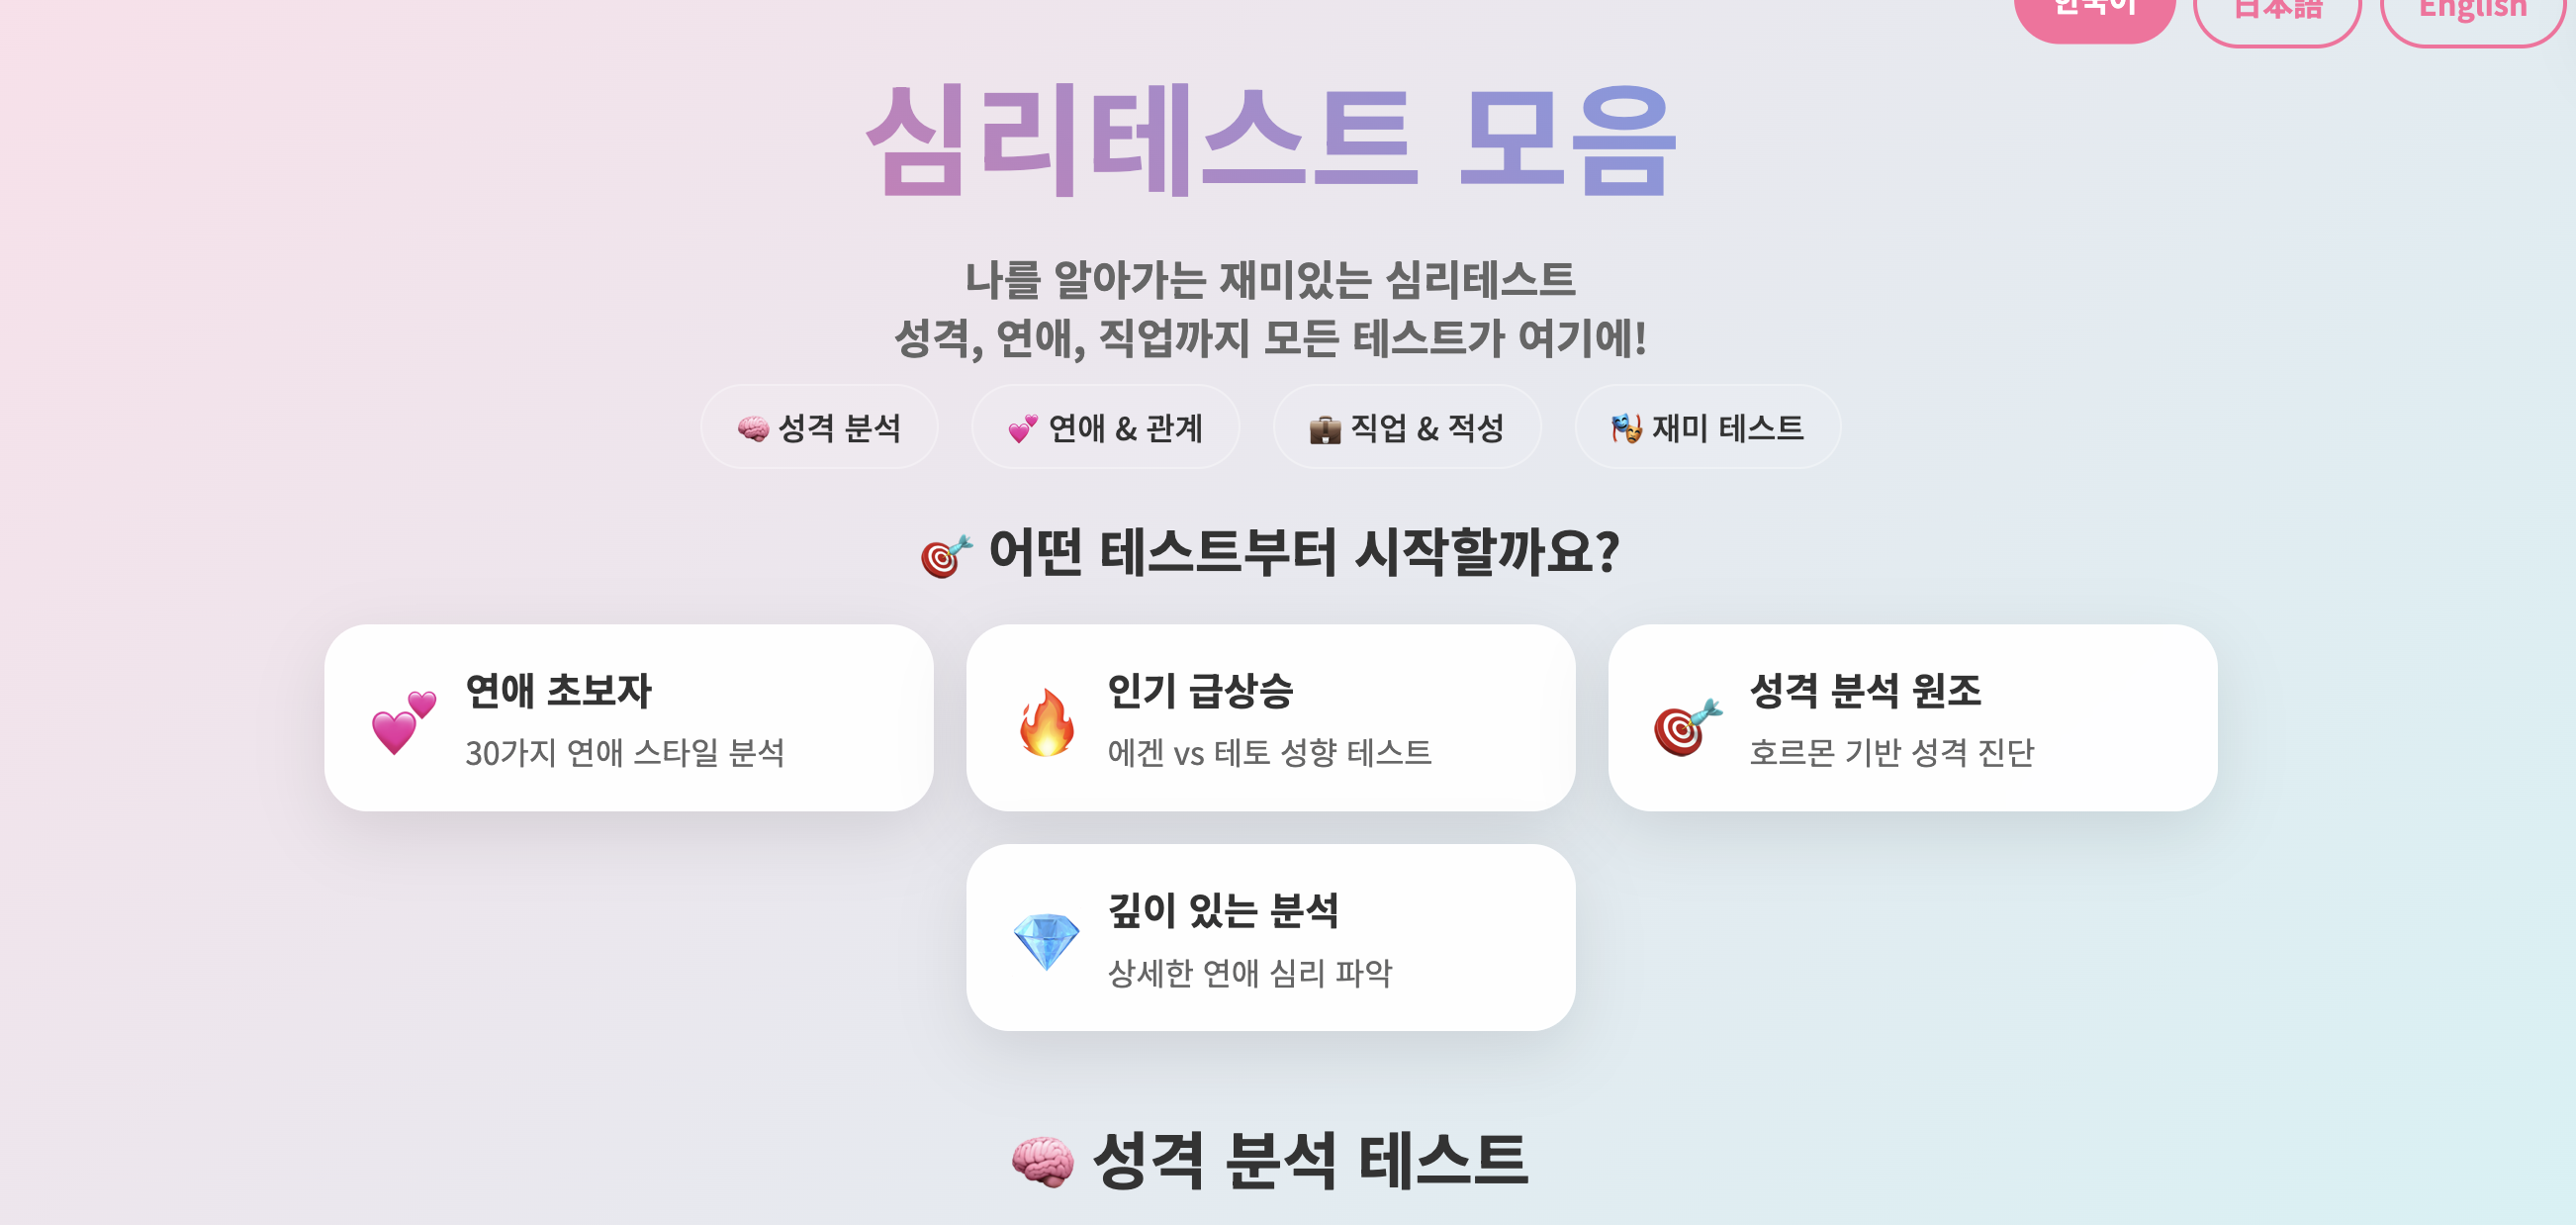 한국어
日本語
English
심리테스트 모음
나를 알아가는 재미있는 심리테스트
성격, 연애, 직업까지 모든 테스트가 여기에!
성격 분석
연애 & 관계
직업 & 적성
재미 테스트
어떤 테스트부터 시작할까요?
연애 초보자
30가지 연애 스타일 분석
인기 급상승
에겐 vs 테토 성향 테스트
성격 분석 원조
호르몬 기반 성격 진단
깊이 있는 분석
상세한 연애 심리 파악
성격 분석 테스트